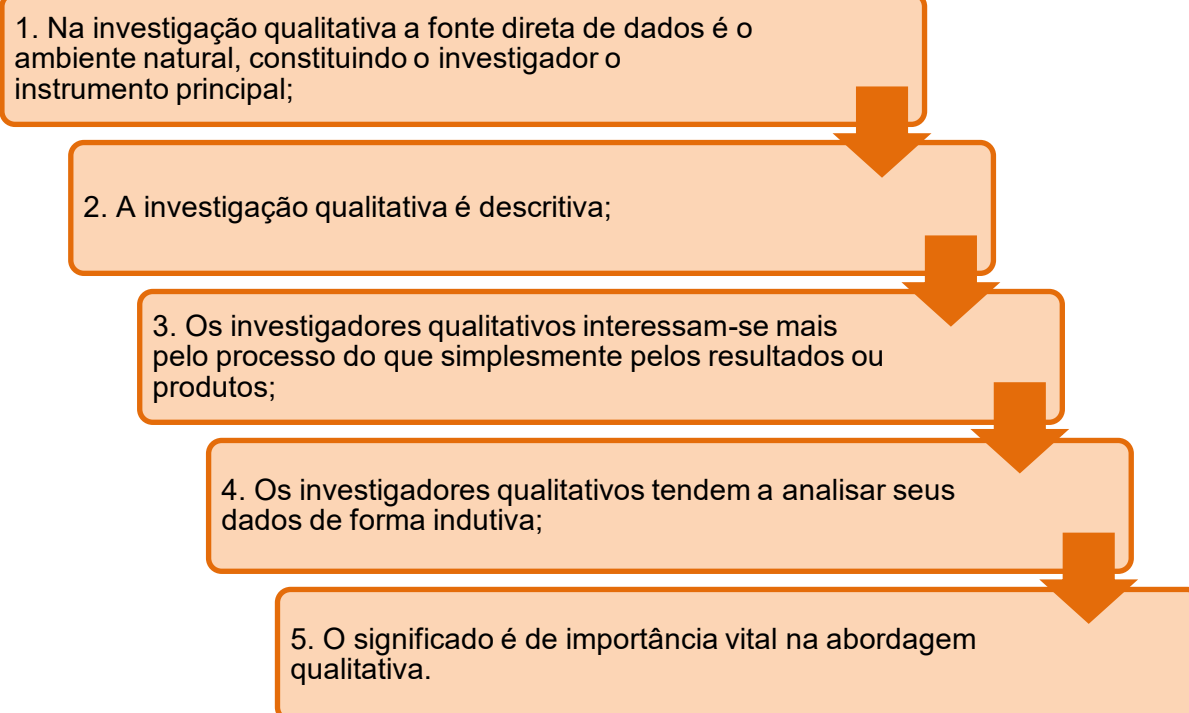 1. Na investigação qualitativa a fonte direta de dados é o
ambiente natural, constituindo o investigador o
instrumento principal;
2. A investigação qualitativa é descritiva;
3. Os investigadores qualitativos interessam-se mais
pelo processo do que simplesmente pelos resultados ou
produtos;
4. Os investigadores qualitativos tendem a analisar seus
dados de forma indutiva;
5. O significado é de importância vital na abordagem
qualitativa.